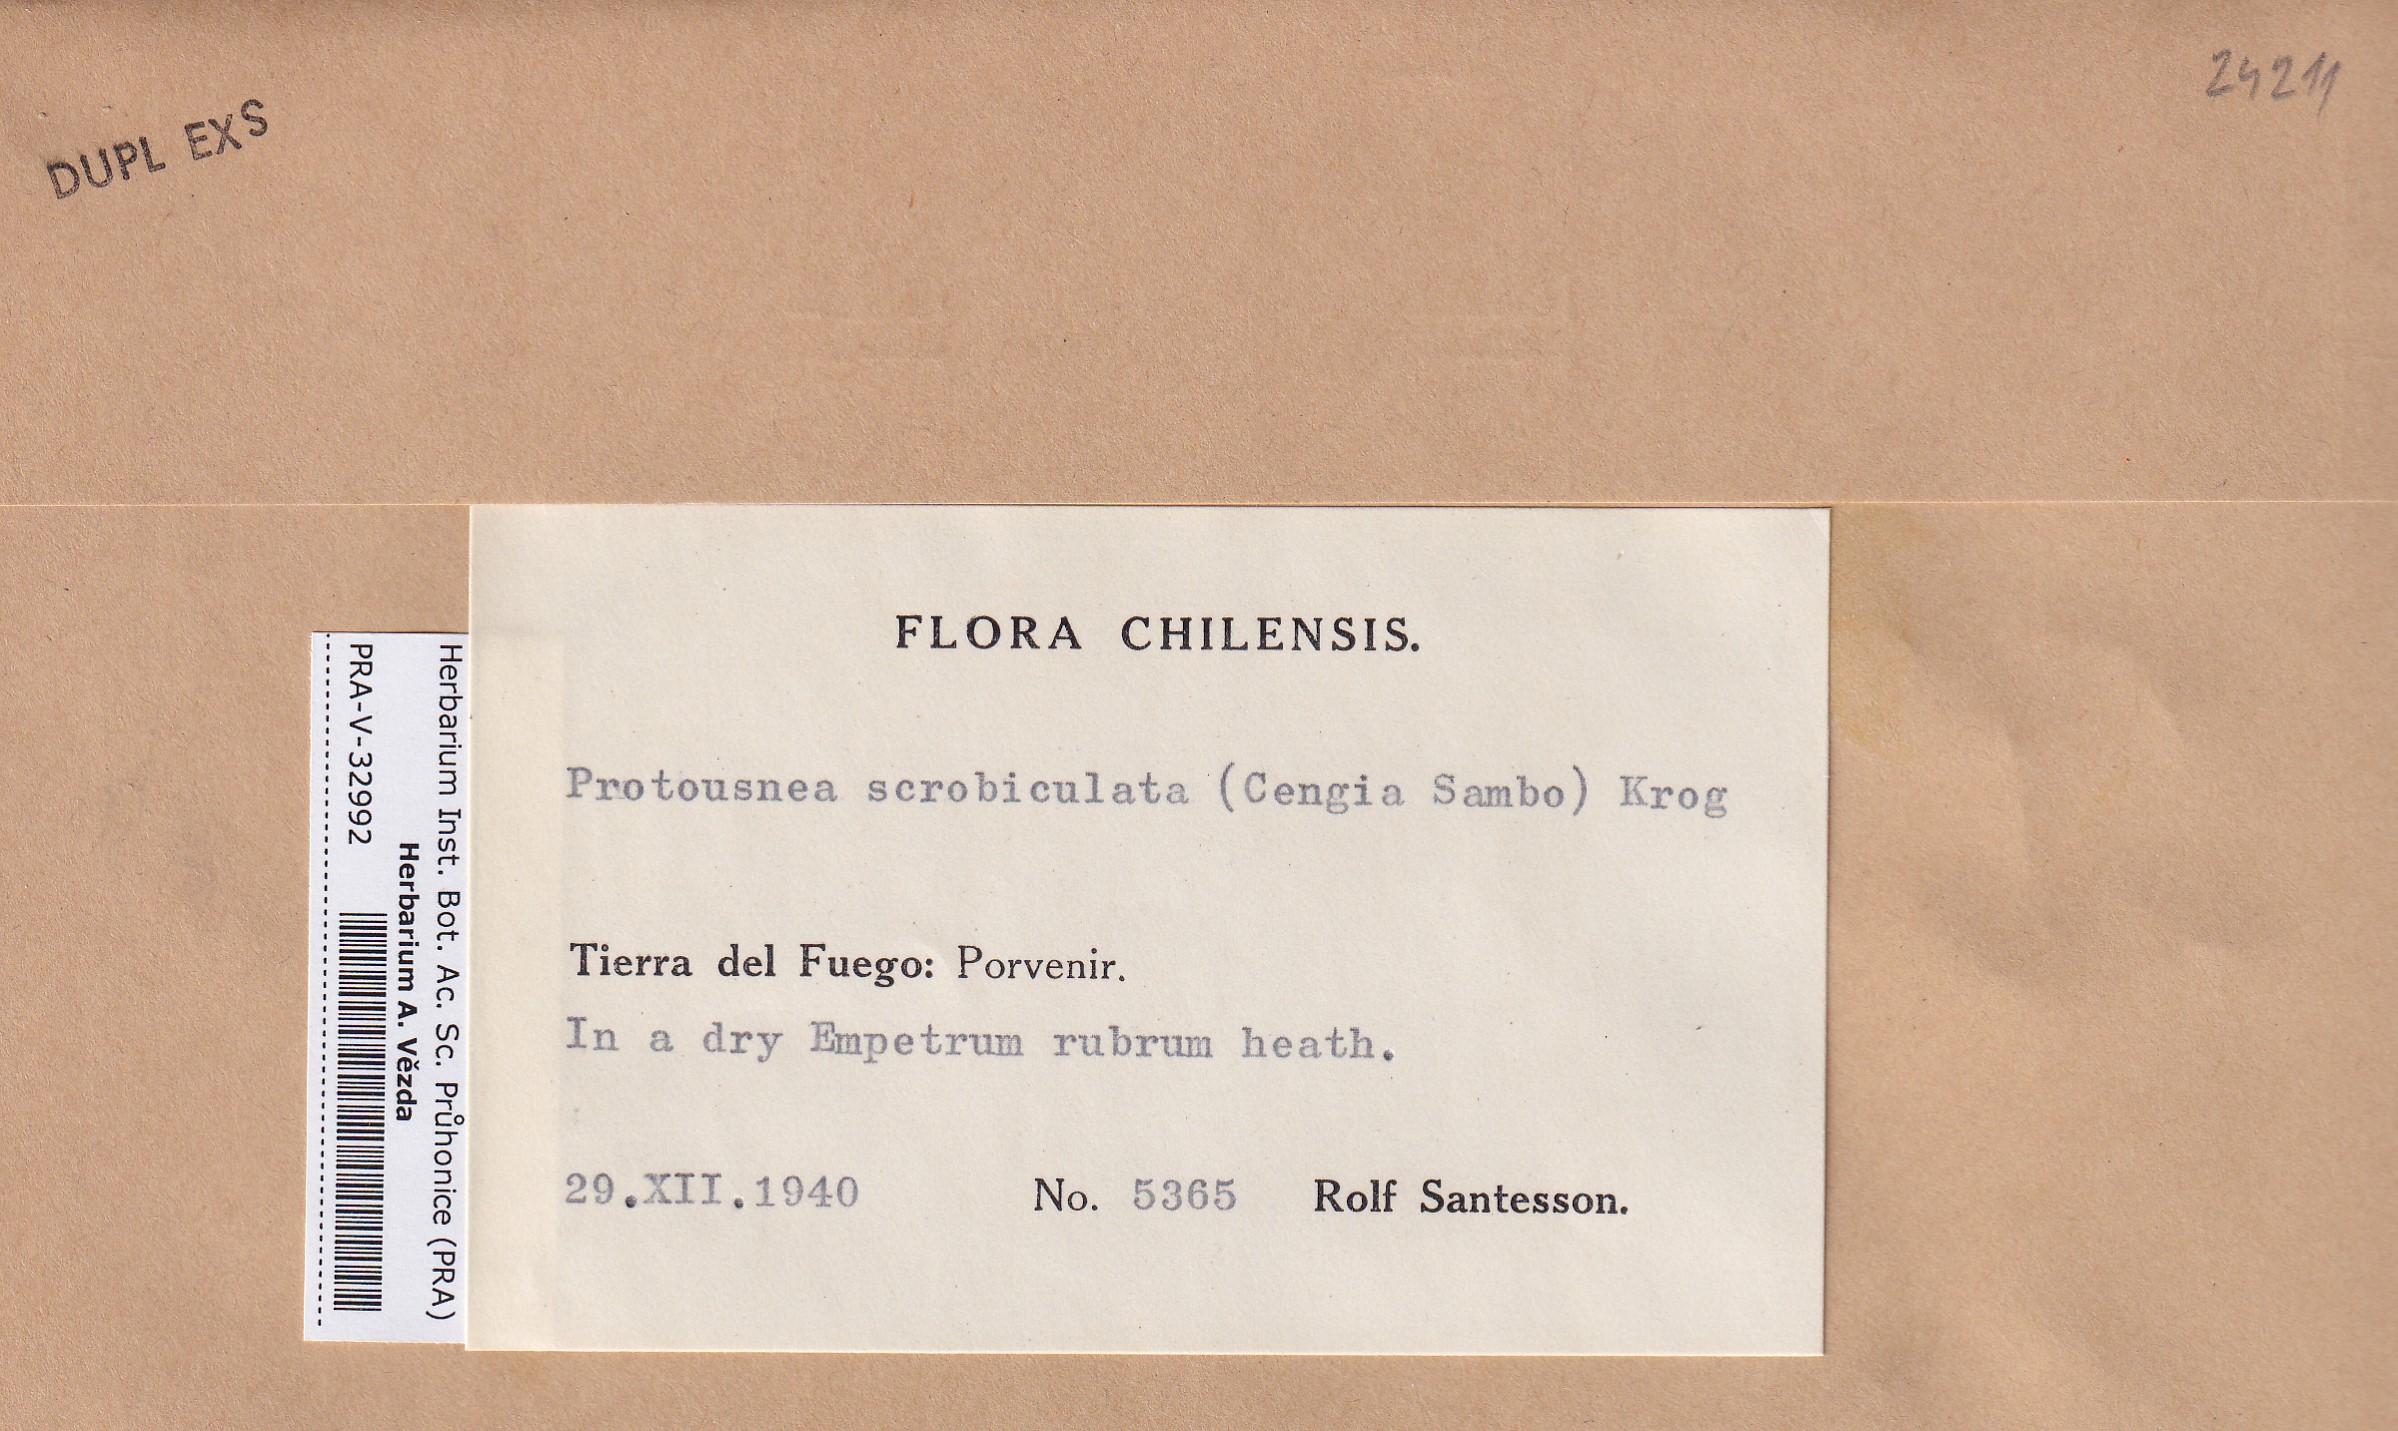 DUPL EXS
24211
FLORA CHILENSIS.
Protousnea scrobiculata (Cengia Sambo) Krog
Tierra del Fuego: Porvenir.
In a dry Empetrum rubrum heath.
29.XII.1940 No. 5365 Rolf Santesson.
Herbarium Inst. Bot. Ac. Sc. Průhonice (PRA)
Herbarium A. Vězda
PRA-V-32992